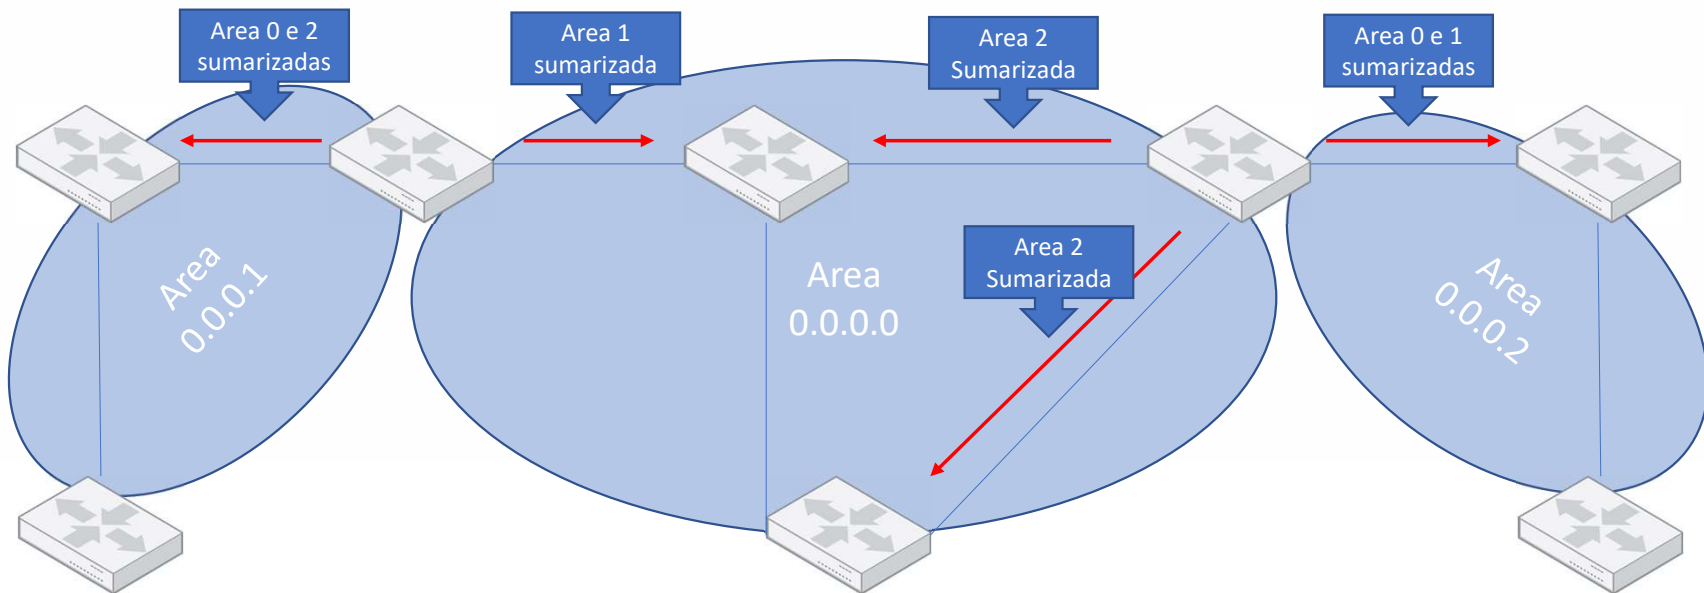 Area 0 e 2
sumarizadas
Area 1
sumarizada
Area 2
Sumarizada
Area 0 e 1
sumarizadas
Area
0.0.0.1
Area
0.0.0.0
Area 2
Sumarizada
Area
0.0.0.2